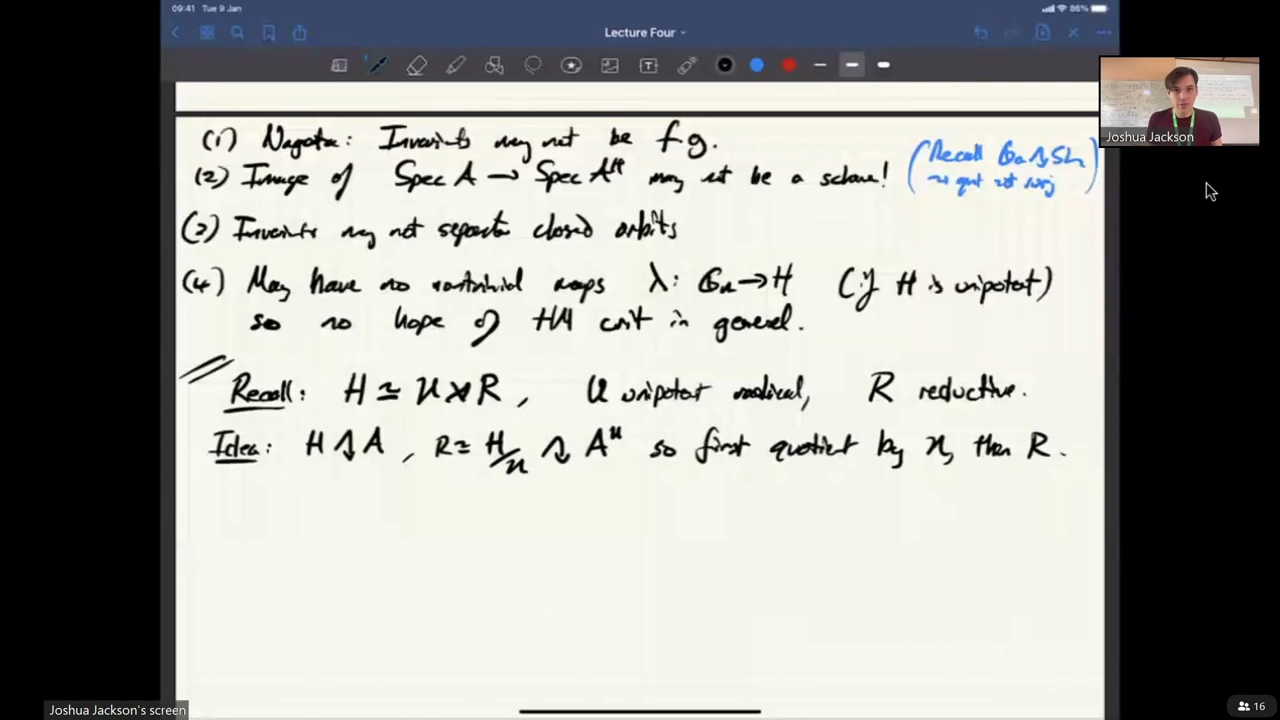 09:41 Tue 9 Jan
86%
Lecture Four
Joshua Jackson
(1) Nagata: Invariants may not be f.g.
(Recall Ga ↷ SL2
⇝ quot not surj)
(2) Image of Spec A → Spec A^H may not be a scheme!
(3) Invariants may not separate closed orbits
(4) May have no nontrivial maps λ: Gm → H (if H is unipotent)
so no hope of HM crit in general.
Recall: H ≃ U ⋊ R, U unipotent radical, R reductive.
Idea: H ↷ A, R ≃ H/U ↷ A^U so first quotient by U, then R.
Joshua Jackson's screen
16